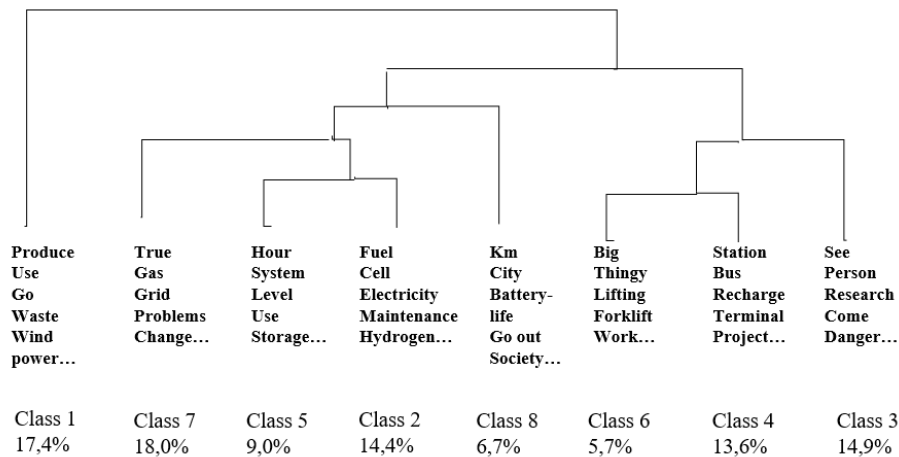 Produce
Use
Go
Waste
Wind
power...
True
Gas
Grid
Problems
Change...
Hour
System
Level
Use
Storage...
Fuel
Cell
Electricity
Maintenance
Hydrogen...
Km
City
Battery-
life
Go out
Society...
Big
Thingy
Lifting
Forklift
Work...
Station
Bus
Recharge
Terminal
Project...
See
Person
Research
Come
Danger...
Class 1
17,4%
Class 7
18,0%
Class 5
9,0%
Class 2
14,4%
Class 8
6,7%
Class 6
5,7%
Class 4
13,6%
Class 3
14,9%